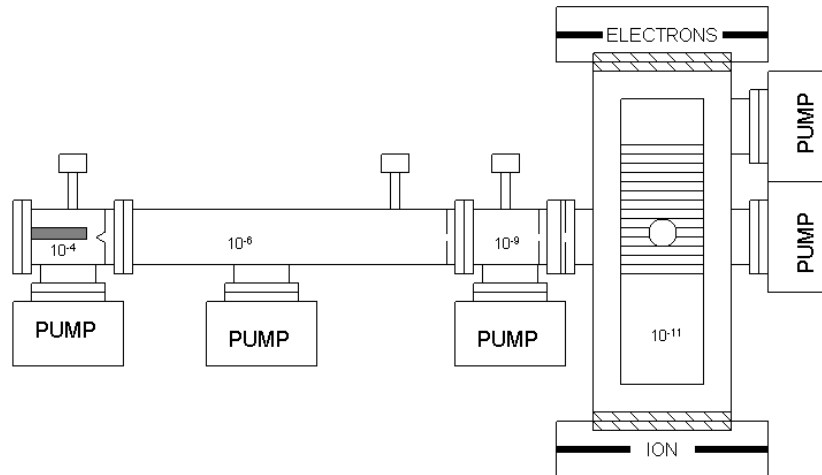 ELECTRONS
PUMP
PUMP
10-4
10-6
10-9
10-11
PUMP
PUMP
PUMP
ION